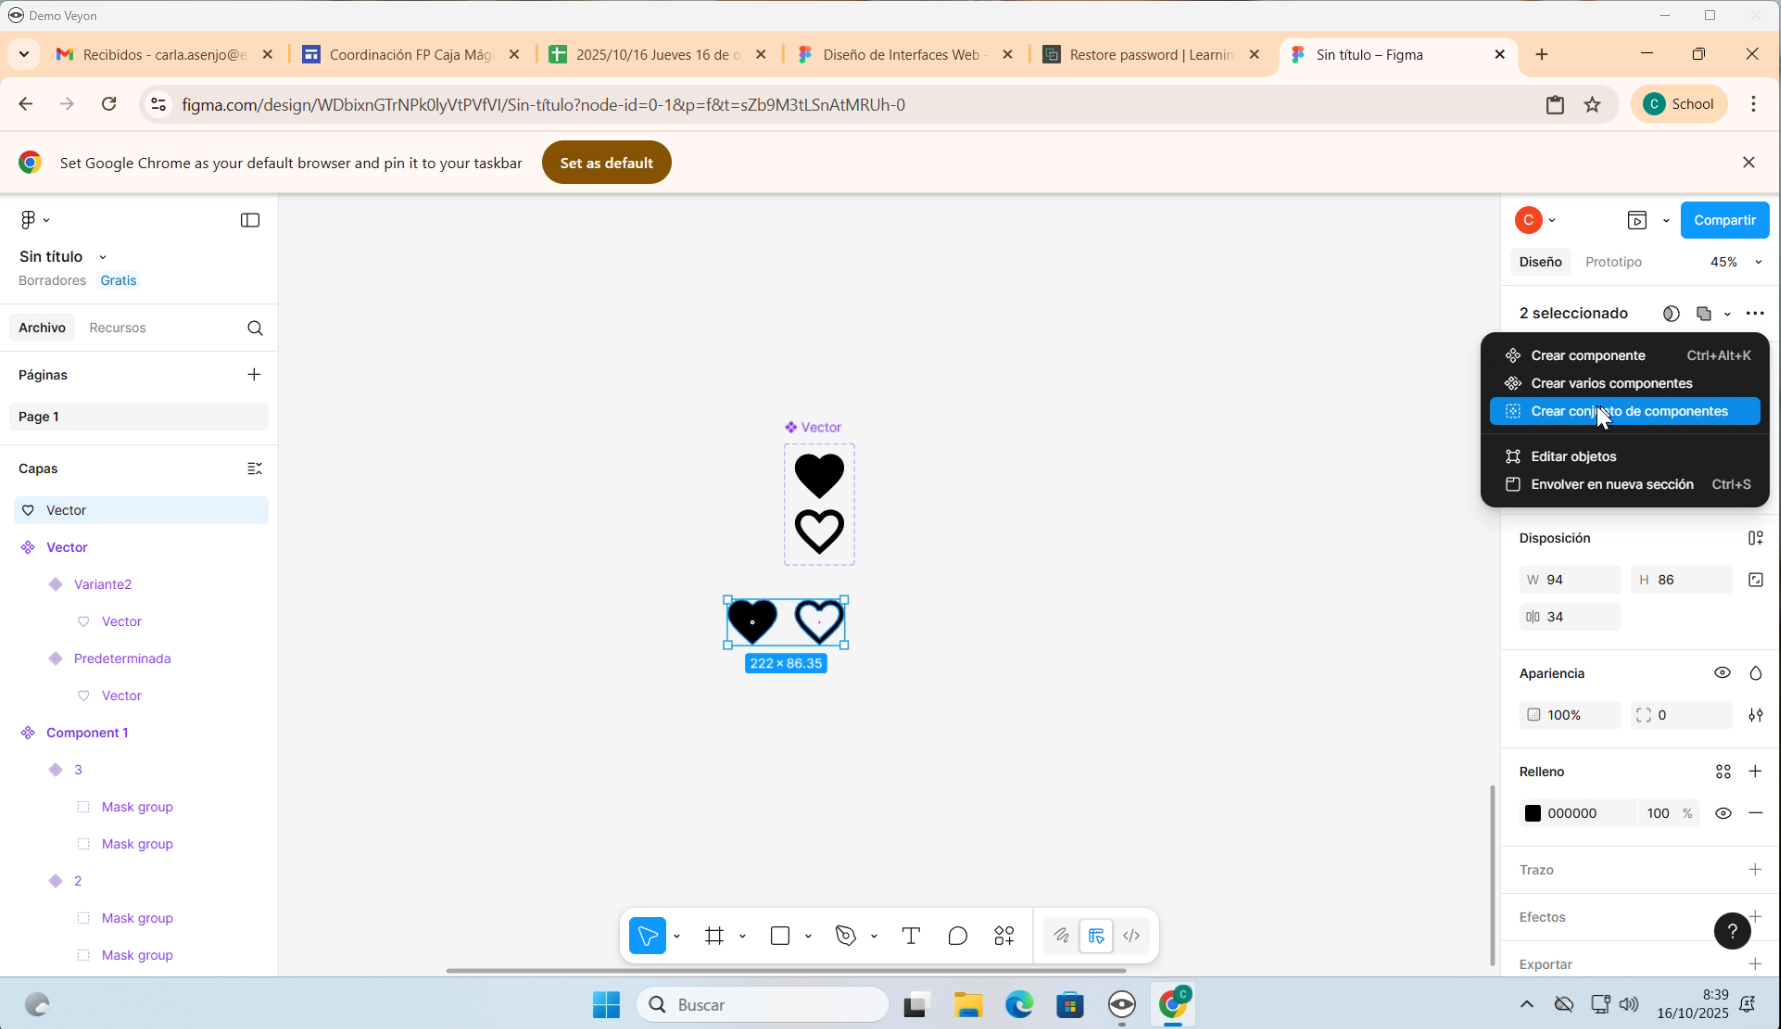 Demo Veyon
Recibidos - carla.asenjo@e
Coordinación FP Caja Mági
2025/10/16 Jueves 16 de o
Diseño de Interfaces Web -
Restore password | Learnin
Sin título – Figma
figma.com/design/WDbixnGTrNPk0lyVtPVfVI/Sin-título?node-id=0-1&p=f&t=sZb9M3tLSnAtMRUh-0
C School
Set Google Chrome as your default browser and pin it to your taskbar
Set as default
Sin título
Borradores Gratis
Archivo Recursos
Páginas
Page 1
Capas
Vector
Vector
Variante2
Vector
Predeterminada
Vector
Component 1
3
Mask group
Mask group
2
Mask group
Mask group
Vector
222 × 86.35
C
Compartir
Diseño Prototipo 45%
2 seleccionado
Crear componente Ctrl+Alt+K
Crear varios componentes
Crear conjunto de componentes
Editar objetos
Envolver en nueva sección Ctrl+S
Disposición
W 94 H 86
34
Apariencia
100% 0
Relleno
000000 100 %
Trazo
Efectos
?
Exportar
Buscar
C
8:39
16/10/2025